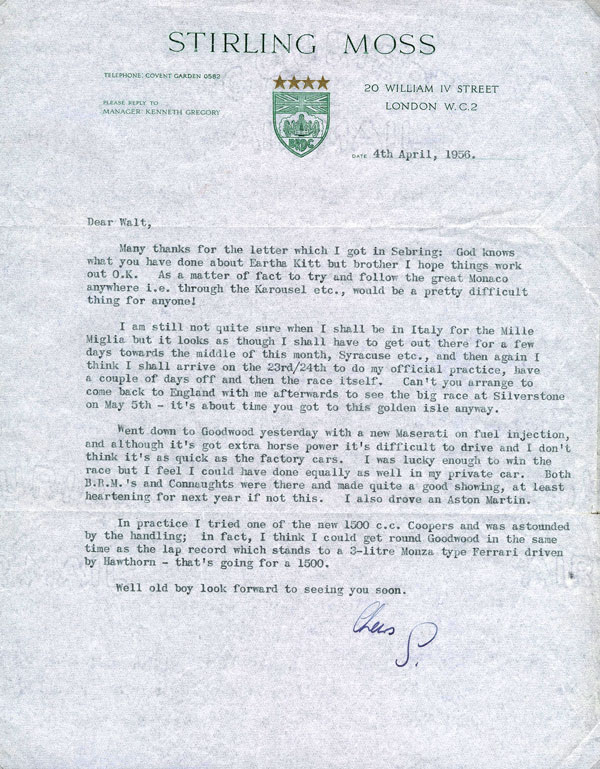 STIRLING MOSS
TELEPHONE: COVENT GARDEN 0582
PLEASE REPLY TO
MANAGER: KENNETH GREGORY
20 WILLIAM IV STREET
LONDON W.C.2
BRDC
DATE 4th April, 1956.
Dear Walt,
Many thanks for the letter which I got in Sebring: God knows
what you have done about Eartha Kitt but brother I hope things work
out O.K. As a matter of fact to try and follow the great Monaco
anywhere i.e. through the Karousel etc., would be a pretty difficult
thing for anyone!
I am still not quite sure when I shall be in Italy for the Mille
Miglia but it looks as though I shall have to get out there for a few
days towards the middle of this month, Syracuse etc., and then again I
think I shall arrive on the 23rd/24th to do my official practice, have
a couple of days off and then the race itself. Can't you arrange to
come back to England with me afterwards to see the big race at Silverstone
on May 5th - it's about time you got to this golden isle anyway.
Went down to Goodwood yesterday with a new Maserati on fuel injection,
and although it's got extra horse power it's difficult to drive and I don't
think it's as quick as the factory cars. I was lucky enough to win the
race but I feel I could have done equally as well in my private car. Both
B.R.M.'s and Connaughts were there and made quite a good showing, at least
heartening for next year if not this. I also drove an Aston Martin.
In practice I tried one of the new 1500 c.c. Coopers and was astounded
by the handling; in fact, I think I could get round Goodwood in the same
time as the lap record which stands to a 3-litre Monza type Ferrari driven
by Hawthorn - that's going for a 1500.
Well old boy look forward to seeing you soon.
Cheers
S.